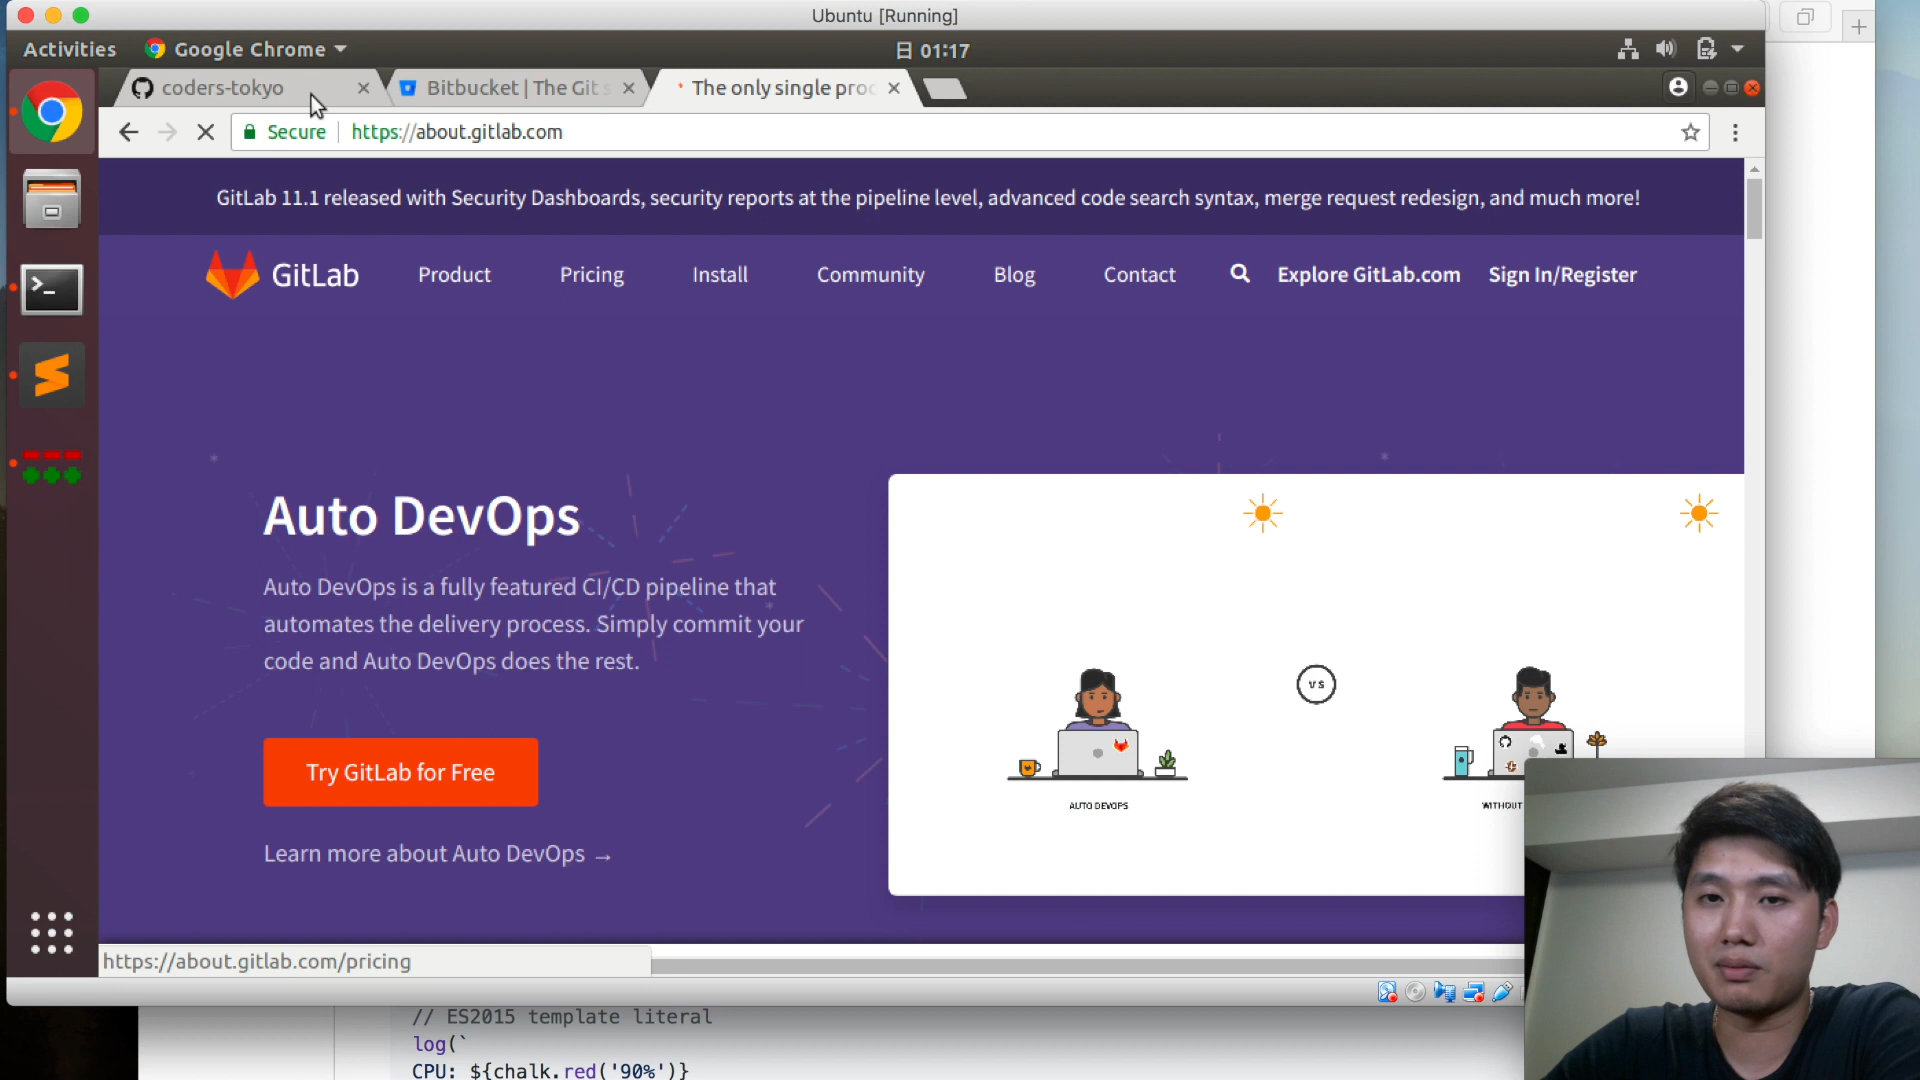 Ubuntu [Running]
Activities
Google Chrome
日 01:17
coders-tokyo
Bitbucket | The Git s
The only single proc
Secure
https://about.gitlab.com
GitLab 11.1 released with Security Dashboards, security reports at the pipeline level, advanced code search syntax, merge request redesign, and much more!
GitLab
Product
Pricing
Install
Community
Blog
Contact
Explore GitLab.com
Sign In/Register
Auto DevOps
Auto DevOps is a fully featured CI/CD pipeline that
automates the delivery process. Simply commit your
code and Auto DevOps does the rest.
VS
AUTO DEVOPS
WITHOUT
Try GitLab for Free
Learn more about Auto DevOps →
https://about.gitlab.com/pricing
// ES2015 template literal
log(`
CPU: ${chalk.red('90%')}